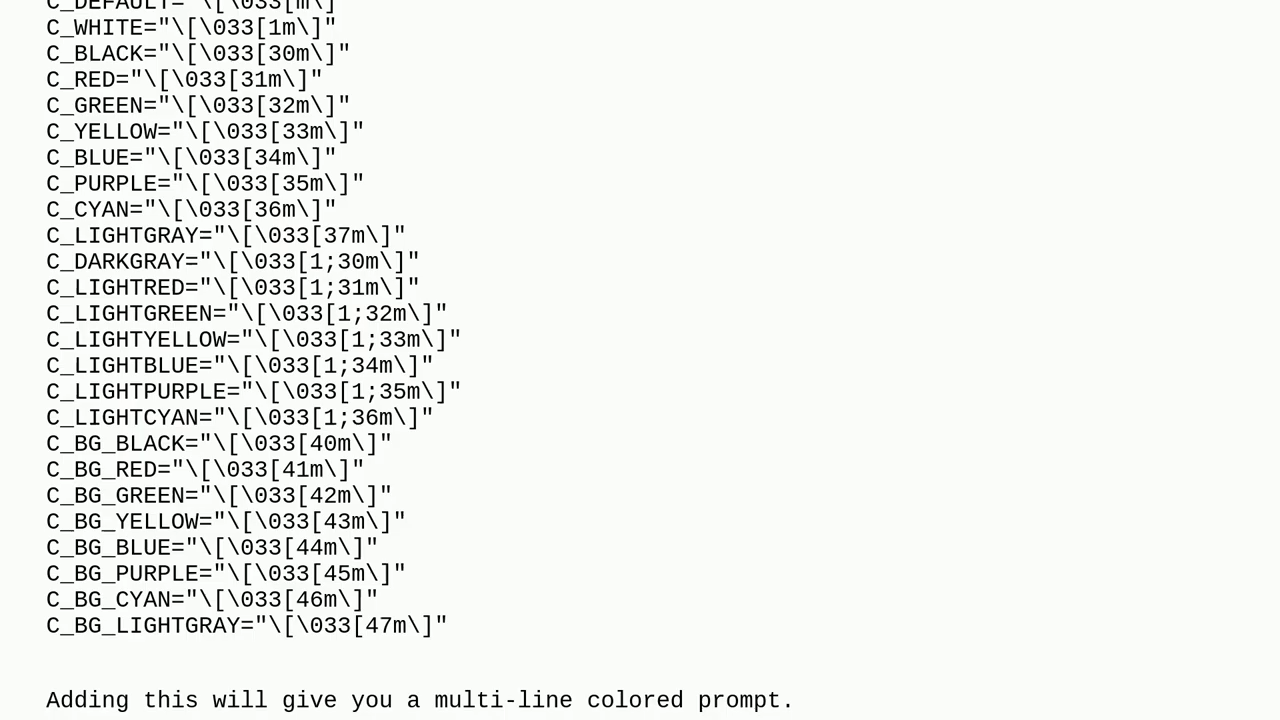 C_DEFAULT="\[\033[m\]"
C_WHITE="\[\033[1m\]"
C_BLACK="\[\033[30m\]"
C_RED="\[\033[31m\]"
C_GREEN="\[\033[32m\]"
C_YELLOW="\[\033[33m\]"
C_BLUE="\[\033[34m\]"
C_PURPLE="\[\033[35m\]"
C_CYAN="\[\033[36m\]"
C_LIGHTGRAY="\[\033[37m\]"
C_DARKGRAY="\[\033[1;30m\]"
C_LIGHTRED="\[\033[1;31m\]"
C_LIGHTGREEN="\[\033[1;32m\]"
C_LIGHTYELLOW="\[\033[1;33m\]"
C_LIGHTBLUE="\[\033[1;34m\]"
C_LIGHTPURPLE="\[\033[1;35m\]"
C_LIGHTCYAN="\[\033[1;36m\]"
C_BG_BLACK="\[\033[40m\]"
C_BG_RED="\[\033[41m\]"
C_BG_GREEN="\[\033[42m\]"
C_BG_YELLOW="\[\033[43m\]"
C_BG_BLUE="\[\033[44m\]"
C_BG_PURPLE="\[\033[45m\]"
C_BG_CYAN="\[\033[46m\]"
C_BG_LIGHTGRAY="\[\033[47m\]"
Adding this will give you a multi-line colored prompt.